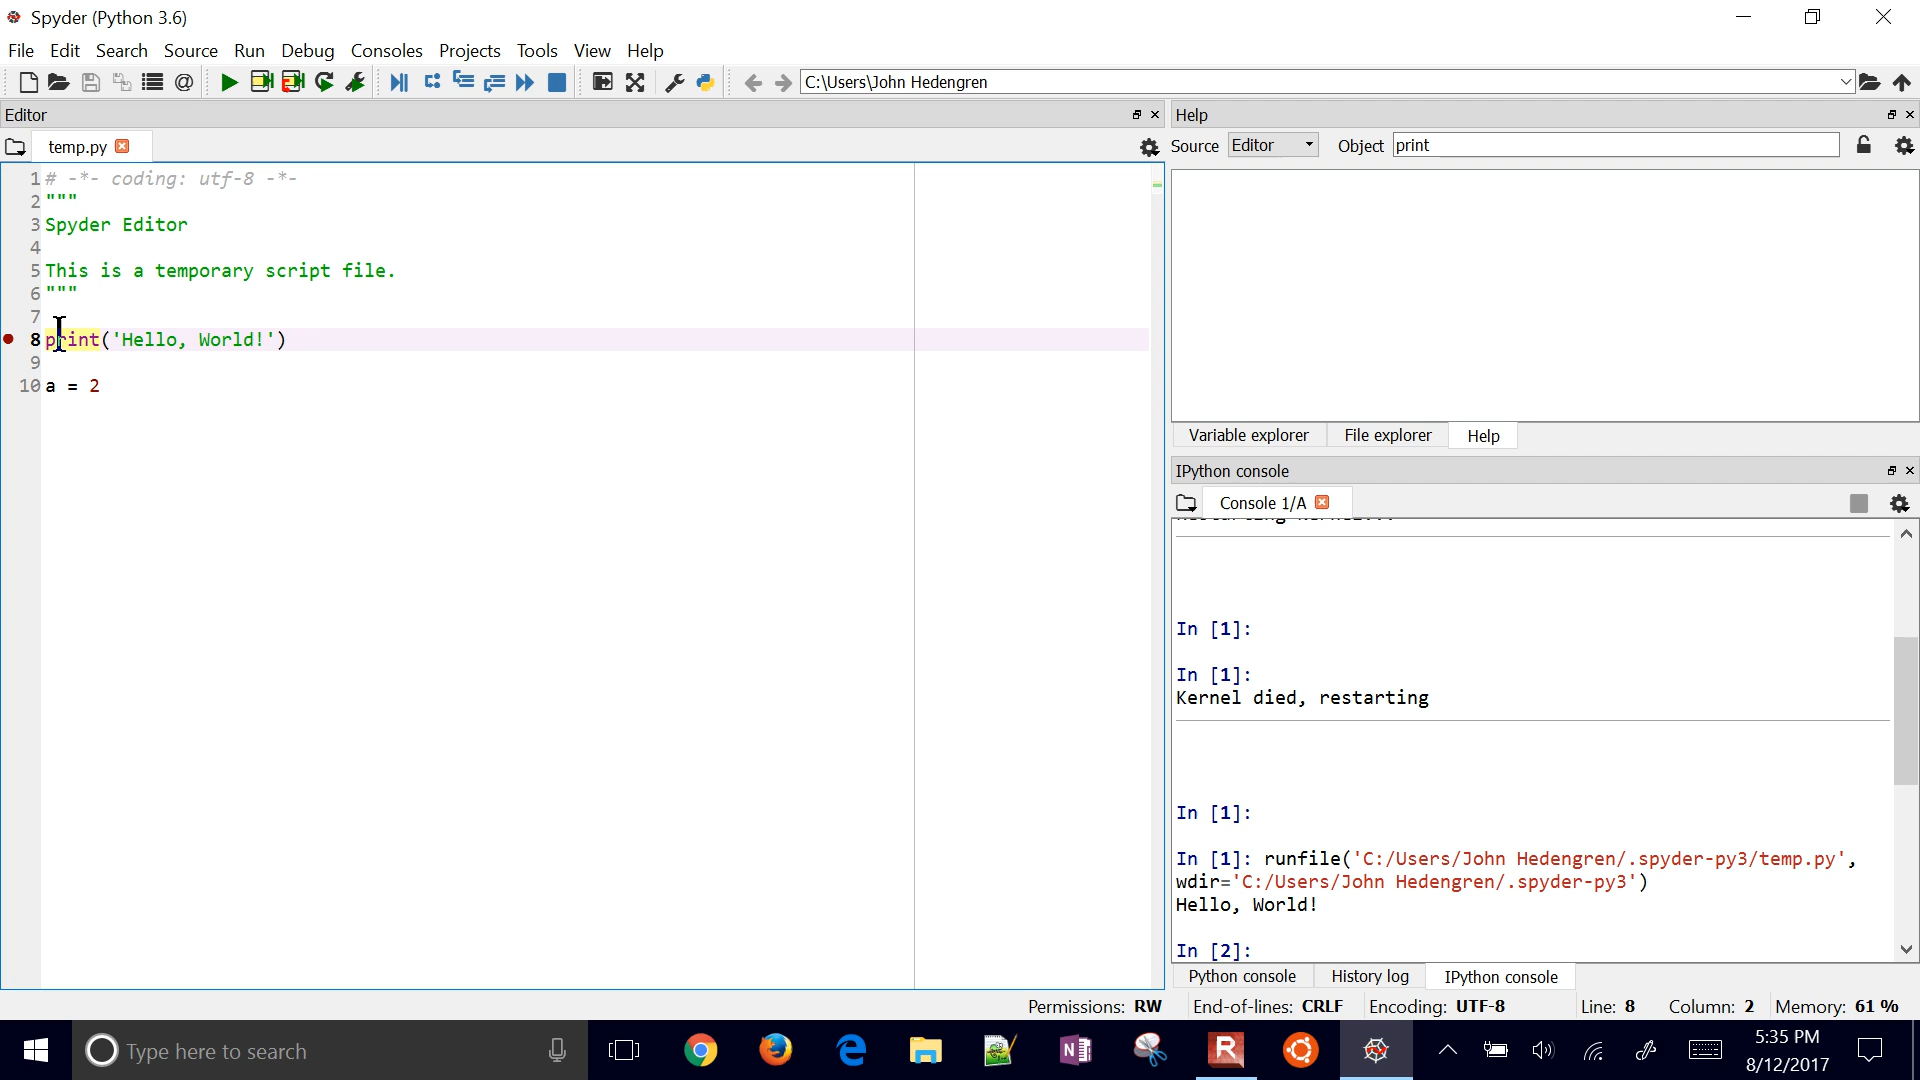 Spyder (Python 3.6)
File Edit Search Source Run Debug Consoles Projects Tools View Help
C:\Users\John Hedengren
Editor
temp.py
1 # -*- coding: utf-8 -*-
2 """
3 Spyder Editor
4
5 This is a temporary script file.
6 """
7
8 print('Hello, World!')
9
10 a = 2
Help
Source Editor Object print
Variable explorer File explorer Help
IPython console
Console 1/A
In [1]:
In [1]:
Kernel died, restarting
In [1]:
In [1]: runfile('C:/Users/John Hedengren/.spyder-py3/temp.py',
wdir='C:/Users/John Hedengren/.spyder-py3')
Hello, World!
In [2]:
Python console History log IPython console
Permissions: RW End-of-lines: CRLF Encoding: UTF-8 Line: 8 Column: 2 Memory: 61 %
Type here to search
5:35 PM
8/12/2017